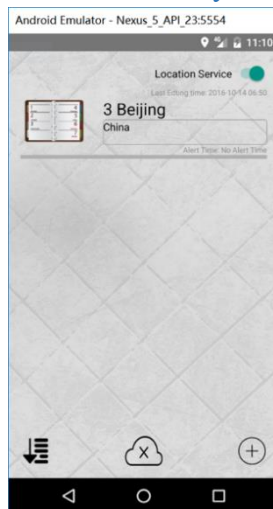 Android Emulator - Nexus_5_API_23:5554
11:10
Location Service
Last Editing time: 2016-10-14 06:50
3 Beijing
China
Alert Time: No Alert Time
X